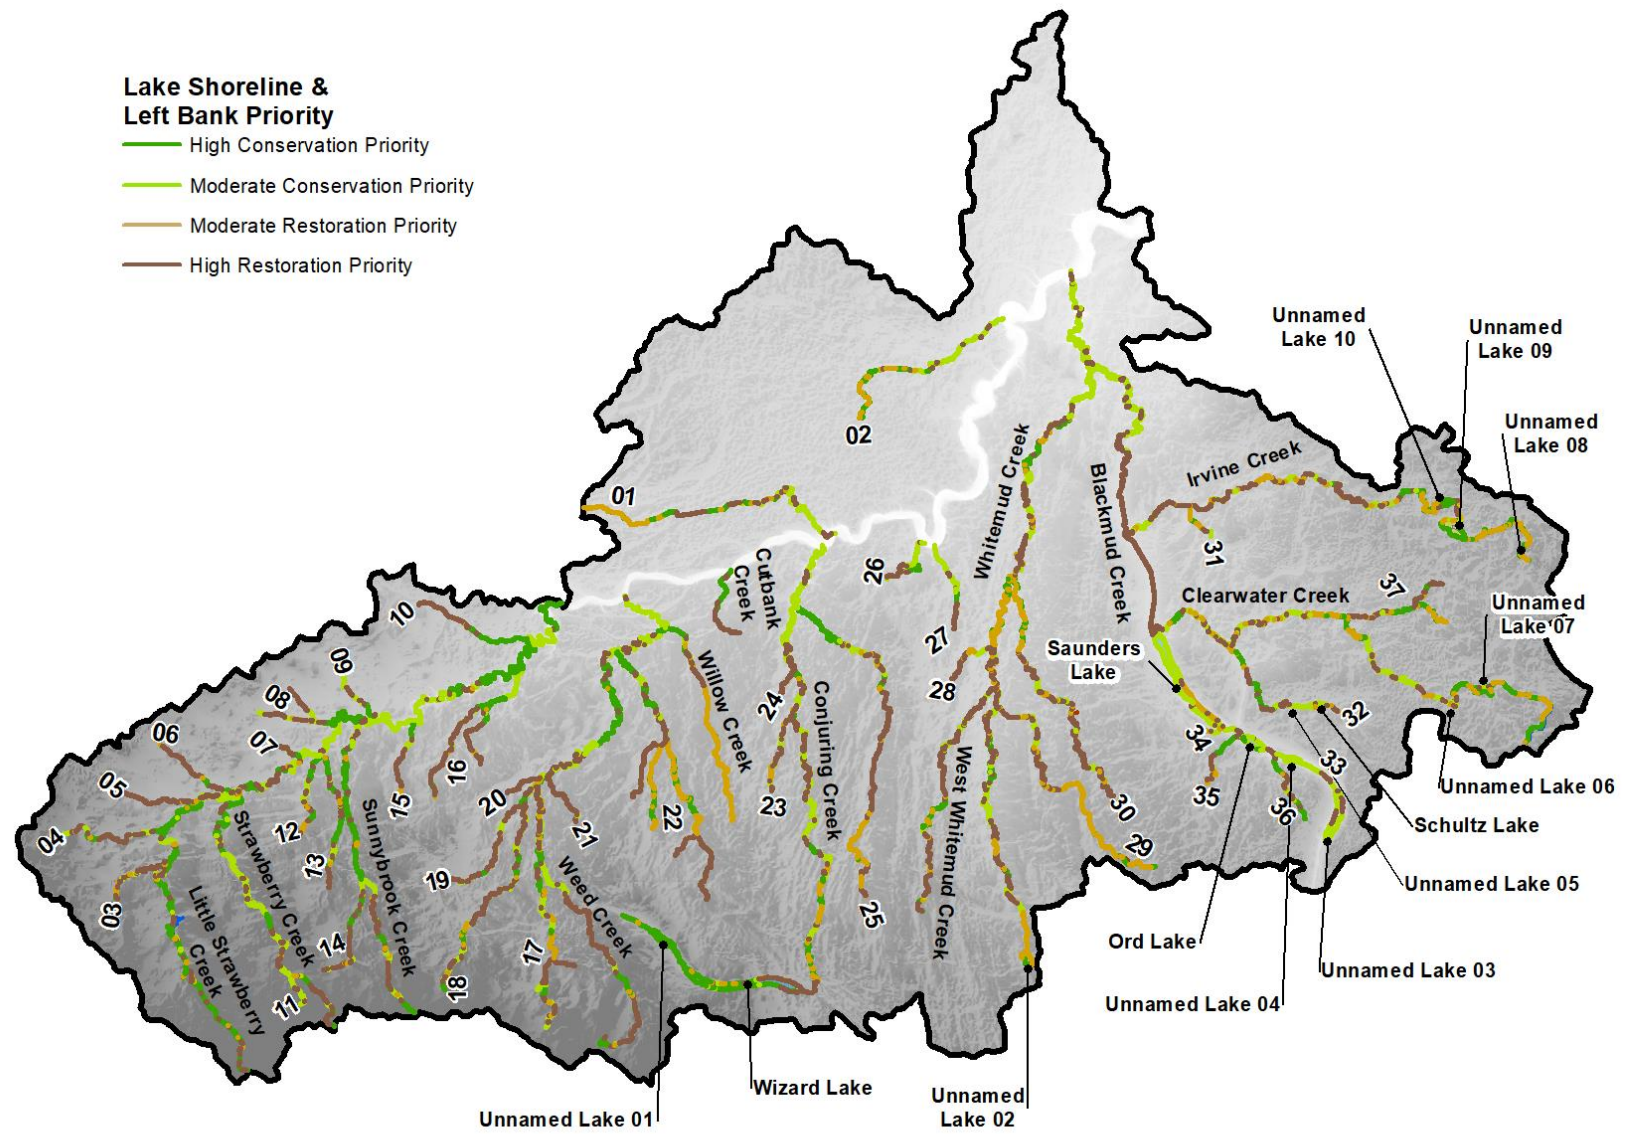 Lake Shoreline &
Left Bank Priority
High Conservation Priority
Moderate Conservation Priority
Moderate Restoration Priority
High Restoration Priority
Unnamed
Lake 10
Unnamed
Lake 09
Unnamed
Lake 08
02
Whitemud Creek
Blackmud Creek
Irvine Creek
01
31
26
Cutbank
Creek
37
Clearwater Creek
Unnamed
Lake 07
10
27
Saunders
Lake
09
28
Willow Creek
08
24
Conjuring Creek
32
06
07
34
33
05
16
West Whitemud Creek
Unnamed Lake 06
15
20
23
22
35
36
30
Schultz Lake
04
12
Strawberry Creek
Sunnybrook Creek
21
29
13
19
Weed Creek
Unnamed Lake 05
03
Little Strawberry
Creek
25
14
17
Ord Lake
Unnamed Lake 03
18
11
Unnamed Lake 04
Wizard Lake
Unnamed
Lake 02
Unnamed Lake 01